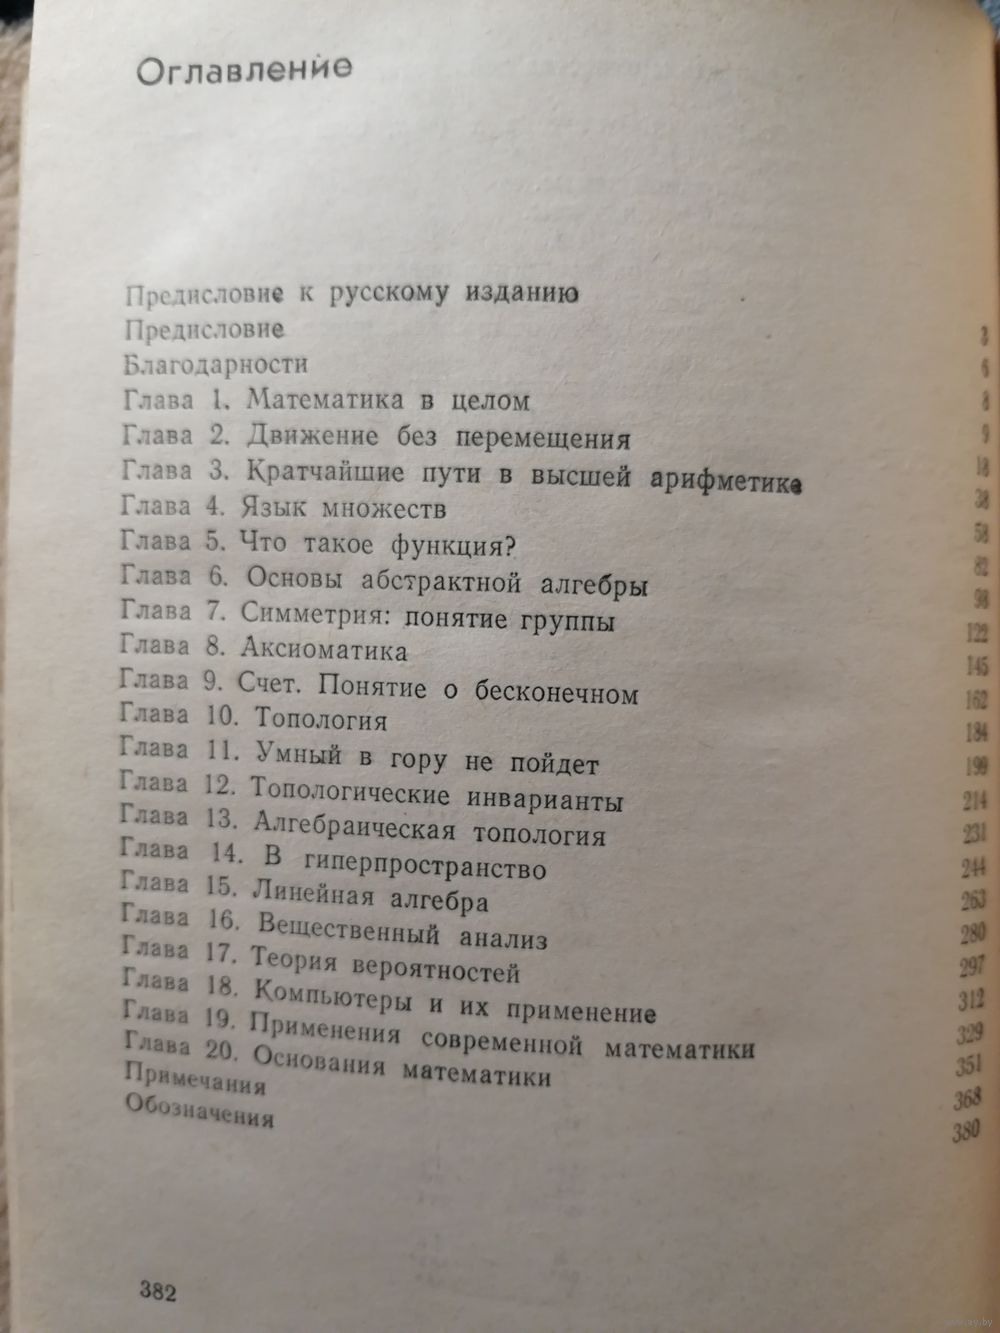 Оглавление
Предисловие к русскому изданию 3
Предисловие 6
Благодарности 8
Глава 1. Математика в целом 9
Глава 2. Движение без перемещения 18
Глава 3. Кратчайшие пути в высшей арифметике 38
Глава 4. Язык множеств 58
Глава 5. Что такое функция? 82
Глава 6. Основы абстрактной алгебры 98
Глава 7. Симметрия: понятие группы 122
Глава 8. Аксиоматика 145
Глава 9. Счет. Понятие о бесконечном 162
Глава 10. Топология 184
Глава 11. Умный в гору не пойдет
Глава 12. Топологические инварианты 214
Глава 13. Алгебраическая топология 231
Глава 14. В гиперпространство 244
Глава 15. Линейная алгебра 263
Глава 16. Вещественный анализ 280
Глава 17. Теория вероятностей 297
Глава 18. Компьютеры и их применение 312
Глава 19. Применения современной математики 329
Глава 20. Основания математики 351
Примечания 368
Обозначения 380
382